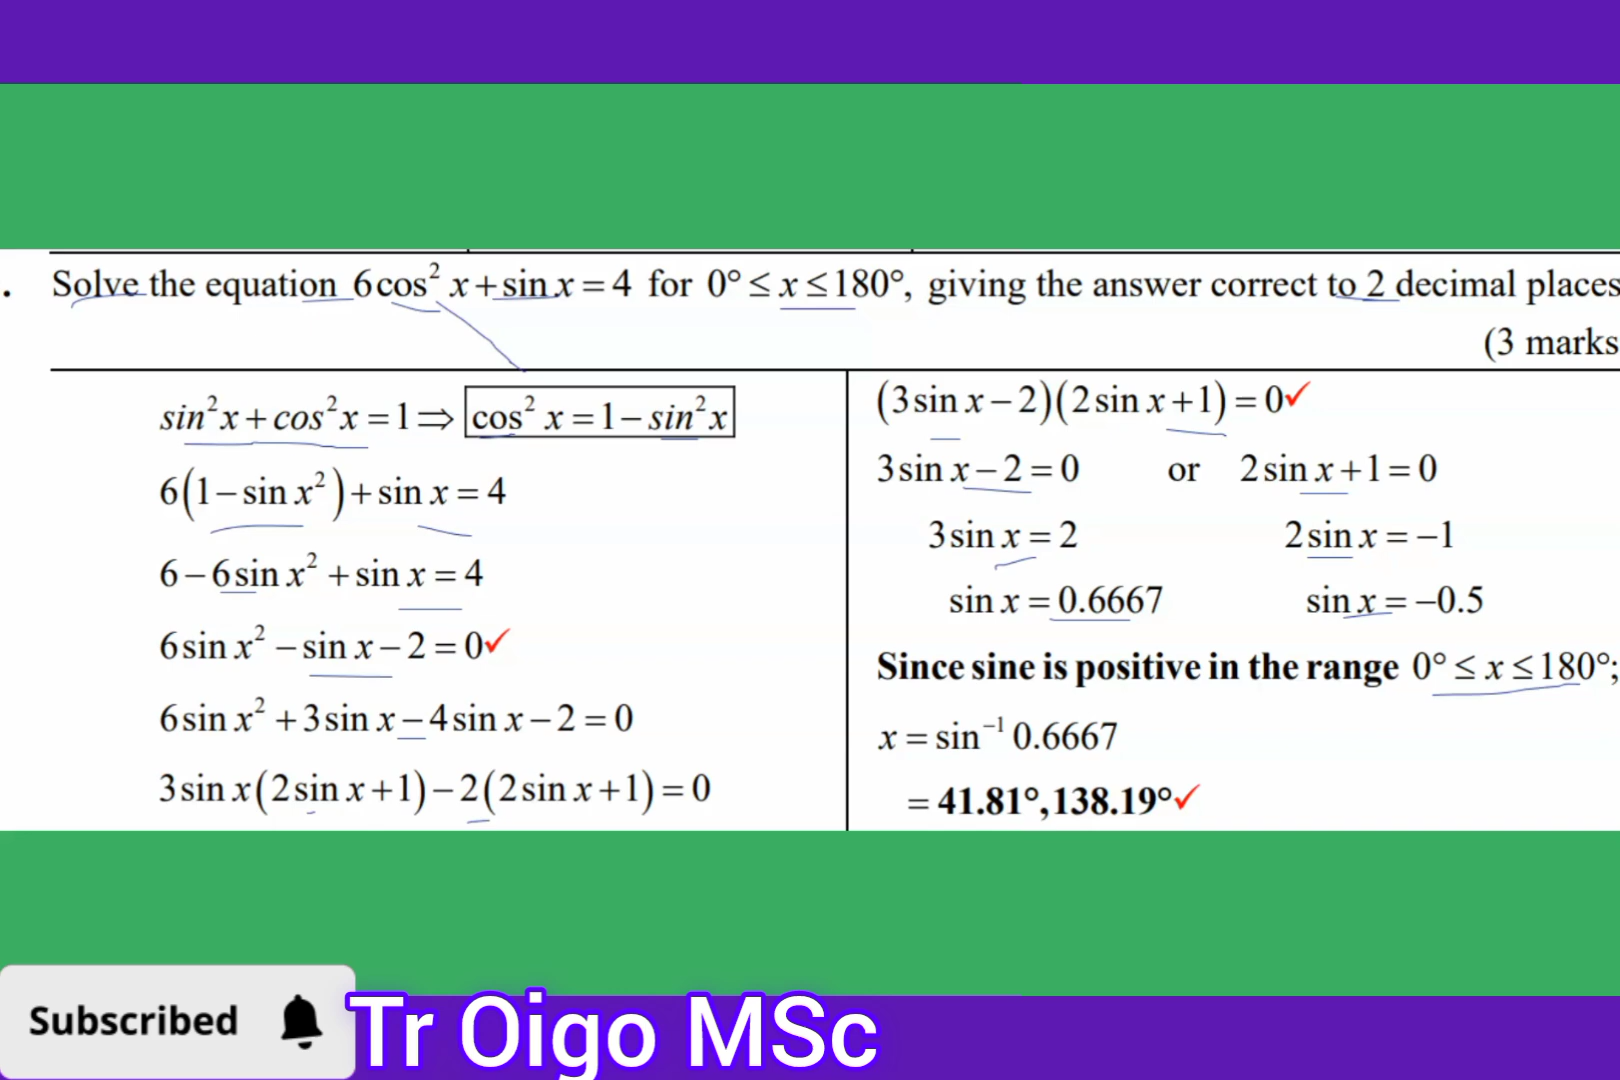 . Solve the equation 6cos² x + sin x = 4 for 0° ≤ x ≤ 180°, giving the answer correct to 2 decimal places
(3 marks
sin²x + cos²x = 1 ⇒ cos² x = 1 − sin²x
6(1 − sin x²) + sin x = 4
6 − 6sin x² + sin x = 4
6sin x² − sin x − 2 = 0✓
6sin x² + 3sin x − 4sin x − 2 = 0
3sin x(2sin x + 1) − 2(2sin x + 1) = 0
(3sin x − 2)(2sin x + 1) = 0✓
3sin x − 2 = 0 or 2sin x + 1 = 0
3sin x = 2 2sin x = −1
sin x = 0.6667 sin x = −0.5
Since sine is positive in the range 0° ≤ x ≤ 180°;
x = sin⁻¹ 0.6667
= 41.81°,138.19°✓
Subscribed
Tr Oigo MSc